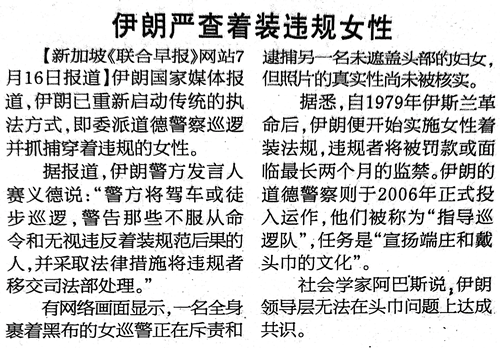 伊朗严查着装违规女性
【新加坡《联合早报》网站7
月16日报道】伊朗国家媒体报
道，伊朗已重新启动传统的执
法方式，即委派道德警察巡逻
并抓捕穿着违规的女性。
据报道，伊朗警方发言人
赛义德说：“警方将驾车或徒
步巡逻，警告那些不服从命
令和无视违反着装规范后果的
人，并采取法律措施将违规者
移交司法部处理。”
有网络画面显示，一名全身
裹着黑布的女巡警正在斥责和
逮捕另一名未遮盖头部的妇女，
但照片的真实性尚未被核实。
据悉，自1979年伊斯兰革
命后，伊朗便开始实施女性着
装法规，违规者将被罚款或面
临最长两个月的监禁。伊朗的
道德警察则于2006年正式投
入运作，他们被称为“指导巡
逻队”，任务是“宣扬端庄和戴
头巾的文化”。
社会学家阿巴斯说，伊朗
领导层无法在头巾问题上达成
共识。